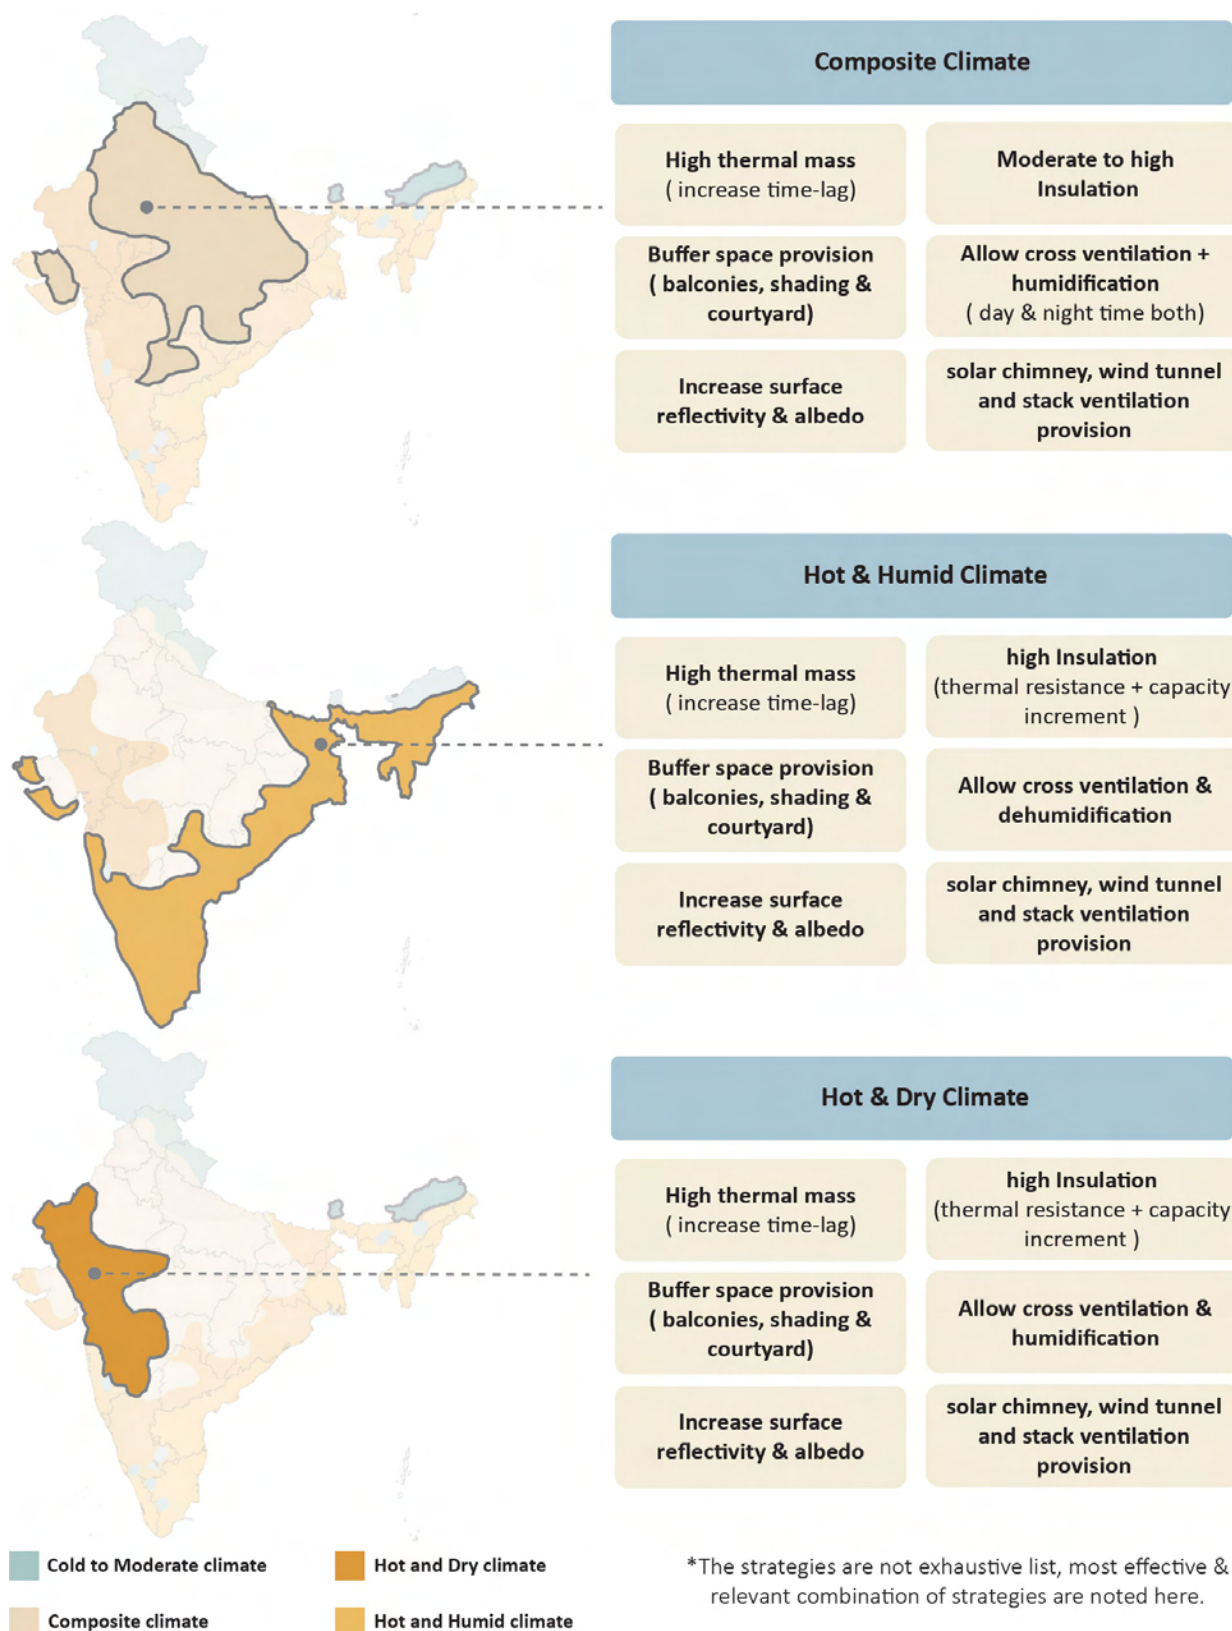 Composite Climate
High thermal mass
( increase time-lag)
Moderate to high
Insulation
Buffer space provision
( balconies, shading &
courtyard)
Allow cross ventilation +
humidification
( day & night time both)
Increase surface
reflectivity & albedo
solar chimney, wind tunnel
and stack ventilation
provision
Hot & Humid Climate
High thermal mass
( increase time-lag)
high Insulation
(thermal resistance + capacity
increment )
Buffer space provision
( balconies, shading &
courtyard)
Allow cross ventilation &
dehumidification
Increase surface
reflectivity & albedo
solar chimney, wind tunnel
and stack ventilation
provision
Hot & Dry Climate
High thermal mass
( increase time-lag)
high Insulation
(thermal resistance + capacity
increment )
Buffer space provision
( balconies, shading &
courtyard)
Allow cross ventilation &
humidification
Increase surface
reflectivity & albedo
solar chimney, wind tunnel
and stack ventilation
provision
Cold to Moderate climate
Hot and Dry climate
Composite climate
Hot and Humid climate
*The strategies are not exhaustive list, most effective &
relevant combination of strategies are noted here.